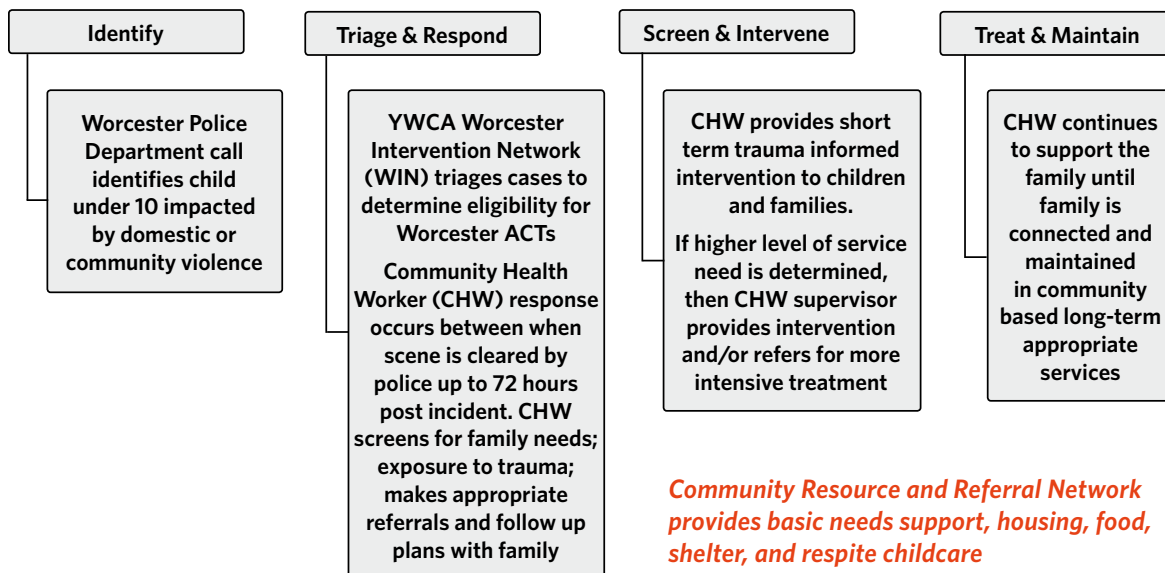 Identify
Worcester Police
Department call
identifies child
under 10 impacted
by domestic or
community violence
Triage & Respond
YWCA Worcester
Intervention Network
(WIN) triages cases to
determine eligibility for
Worcester ACTs
Community Health
Worker (CHW) response
occurs between when
scene is cleared by
police up to 72 hours
post incident. CHW
screens for family needs;
exposure to trauma;
makes appropriate
referrals and follow up
plans with family
Screen & Intervene
CHW provides short
term trauma informed
intervention to children
and families.
If higher level of service
need is determined,
then CHW supervisor
provides intervention
and/or refers for more
intensive treatment
Treat & Maintain
CHW continues
to support the
family until
family is
connected and
maintained
in community
based long-term
appropriate
services
Community Resource and Referral Network
provides basic needs support, housing, food,
shelter, and respite childcare